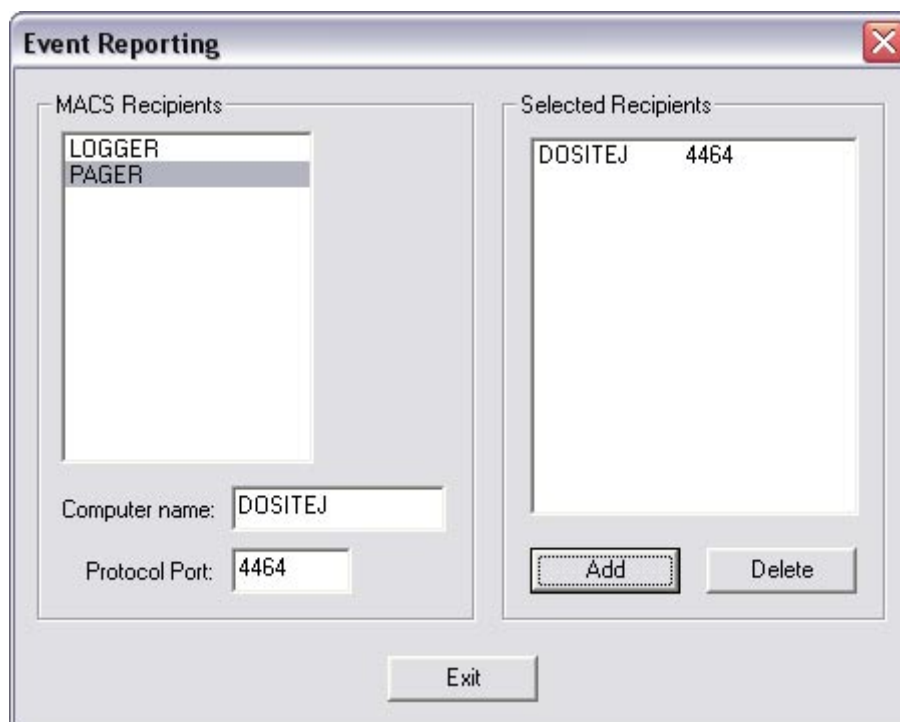 Event Reporting
MACS Recipients
LOGGER
PAGER
Computer name: DOSITEJ
Protocol Port: 4464
Selected Recipients
DOSITEJ 4464
Add Delete
Exit